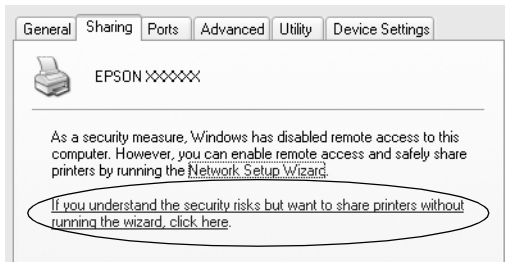 General Sharing Ports Advanced Utility Device Settings
EPSON XXXXXX
As a security measure, Windows has disabled remote access to this
computer. However, you can enable remote access and safely share
printers by running the Network Setup Wizard.
If you understand the security risks but want to share printers without
running the wizard, click here.